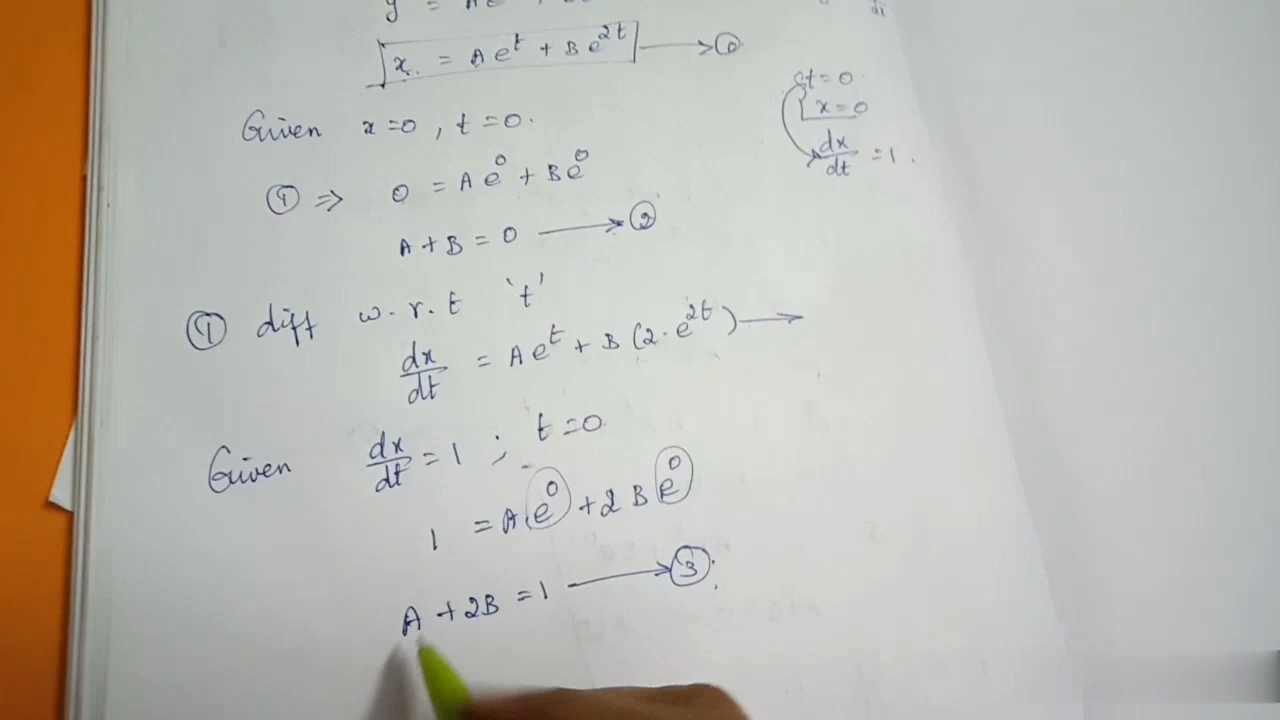 y = Ae
x = Ae^t + Be^{2t} → ①
t=0
x=0
dx/dt = 1.
Given x=0, t=0.
① ⇒ 0 = Ae^0 + Be^0
A + B = 0 → ②
① diff w.r.t 't'
dx/dt = Ae^t + B(2·e^{2t}) →
Given dx/dt = 1 ; t=0
1 = A e^0 + 2B e^0
A + 2B = 1 → ③